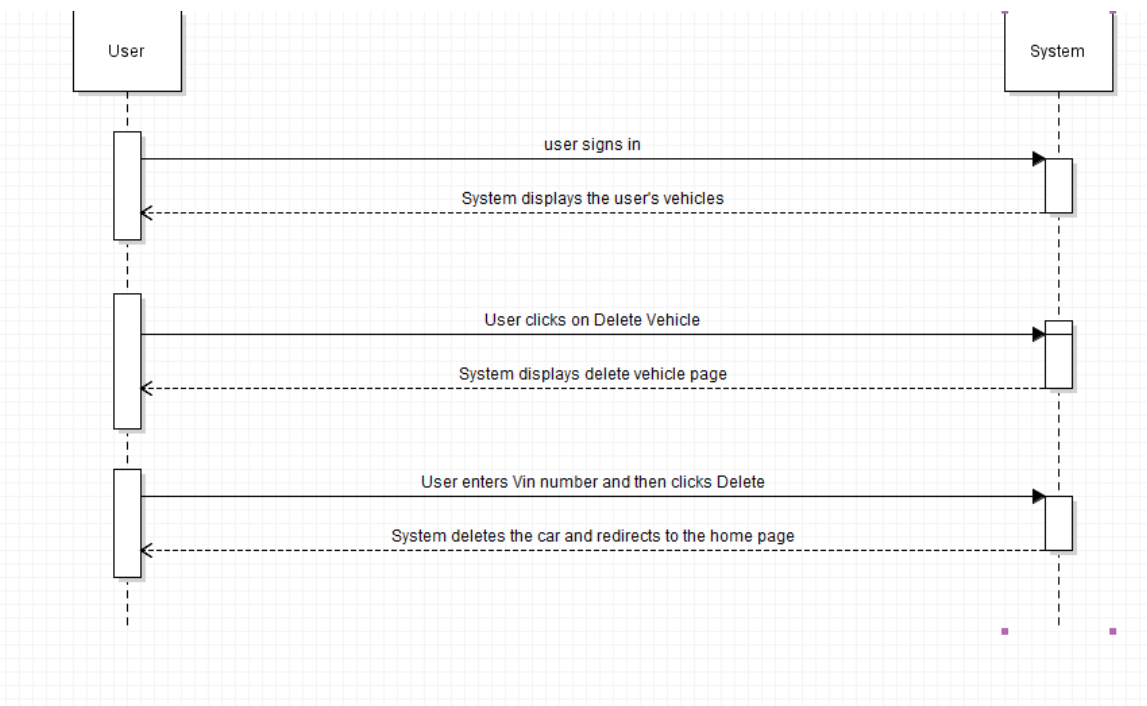 User
System
user signs in
System displays the user's vehicles
User clicks on Delete Vehicle
System displays delete vehicle page
User enters Vin number and then clicks Delete
System deletes the car and redirects to the home page